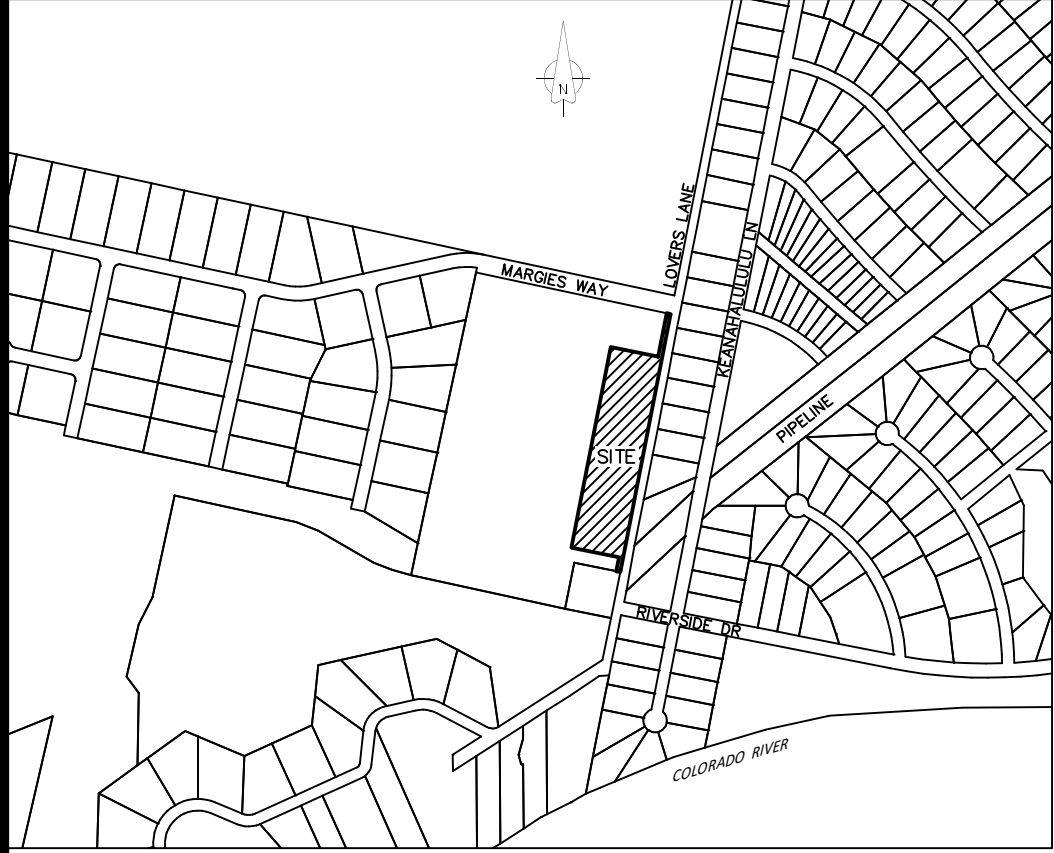 N
LOVERS LANE
KEANAHALULULU LN
MARGIES WAY
PIPELINE
SITE
RIVERSIDE DR
COLORADO RIVER